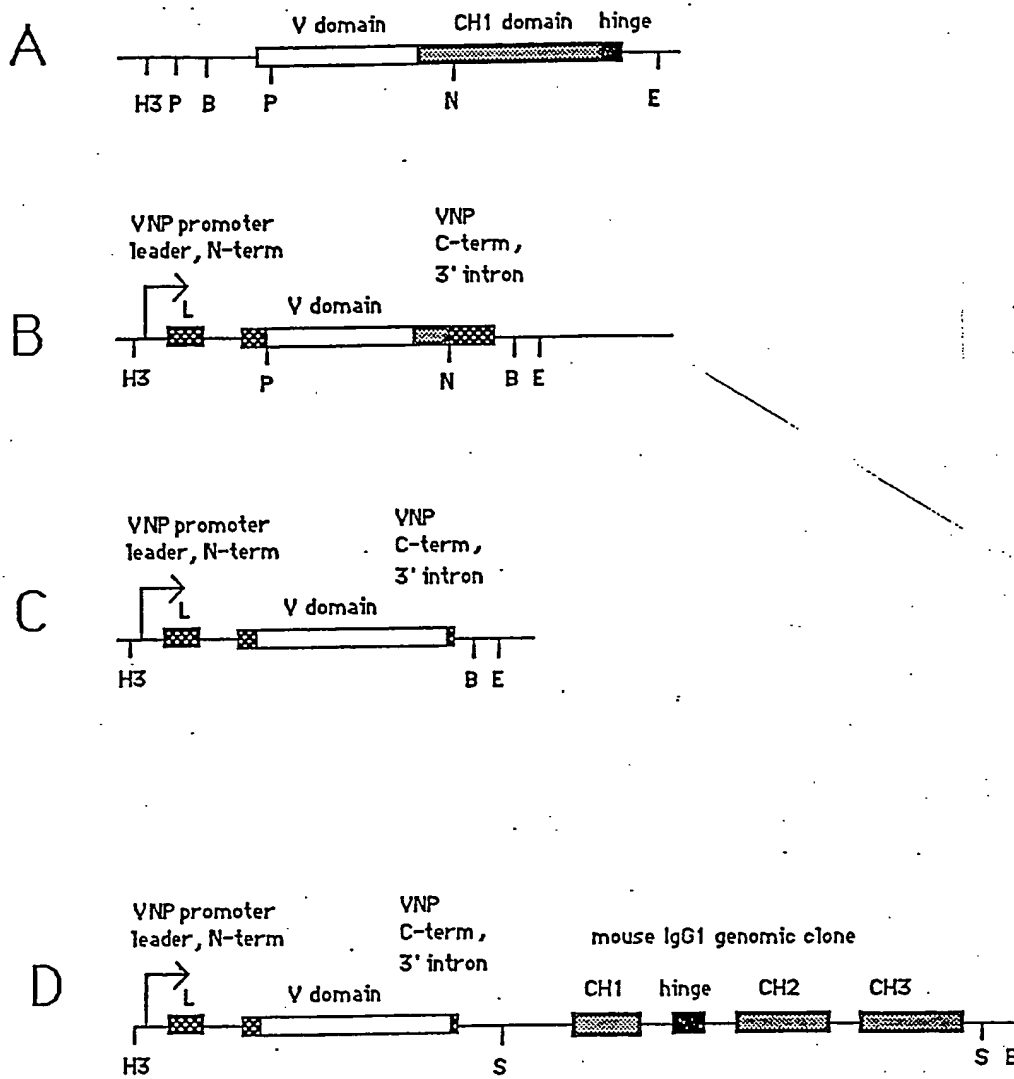 A
V domain CH1 domain hinge
H3 P B P N E
VNP promoter
leader, N-term
VNP
C-term,
3' intron
L
V domain
B
H3 P N B E
VNP promoter
leader, N-term
VNP
C-term,
3' intron
L
V domain
C
H3 B E
VNP promoter
leader, N-term
VNP
C-term,
3' intron
mouse IgG1 genomic clone
L
V domain
CH1 hinge CH2 CH3
D
H3 S S